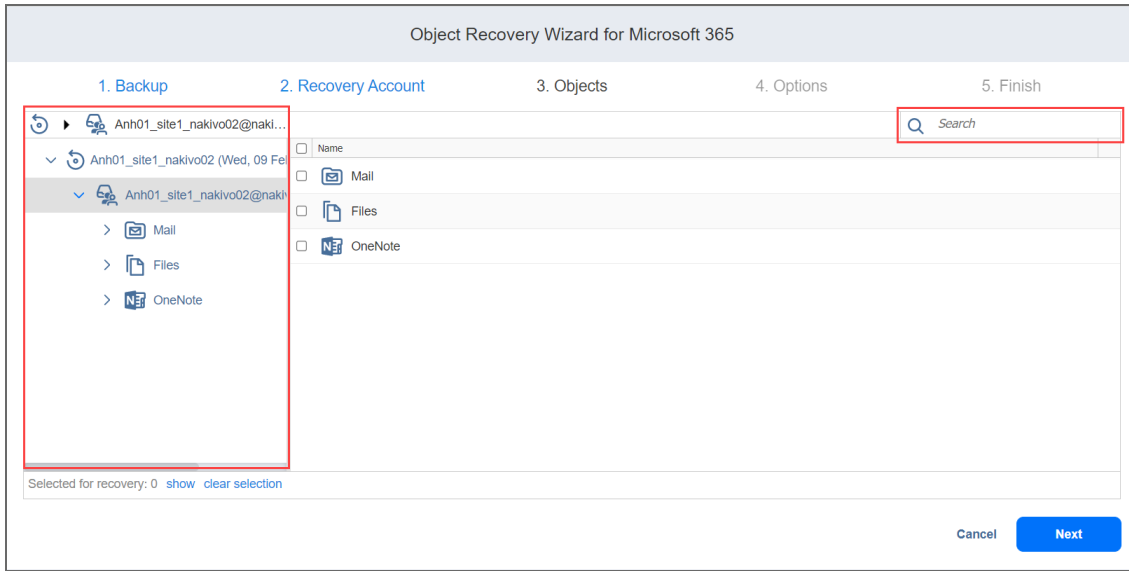 Object Recovery Wizard for Microsoft 365
1. Backup 2. Recovery Account 3. Objects 4. Options 5. Finish
Anh01_site1_nakivo02@naki... Search
Anh01_site1_nakivo02 (Wed, 09 Fe
Name
Anh01_site1_nakivo02@naki
Mail
Files
OneNote
Mail
Files
OneNote
Selected for recovery: 0 show clear selection
Cancel Next